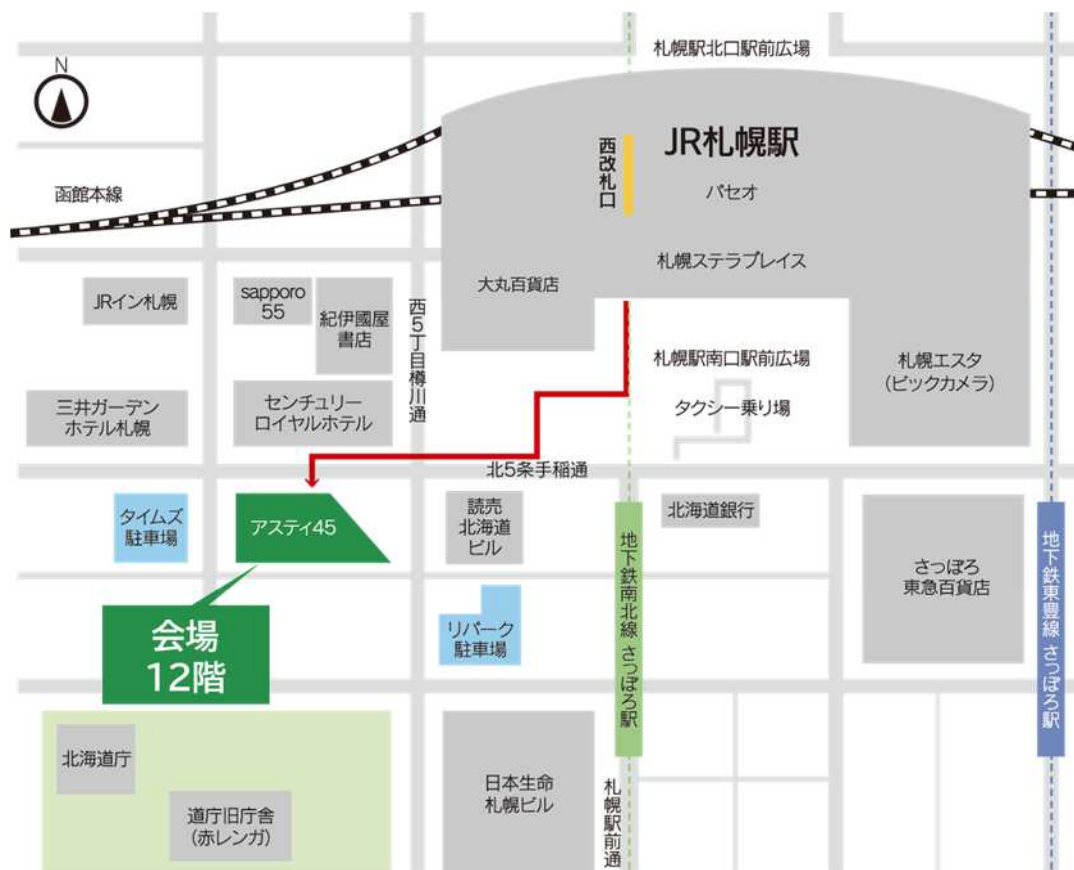 札幌駅北口駅前広場
N
JR札幌駅
西改札口
パセオ
函館本線
札幌ステラプレイス
大丸百貨店
JRイン札幌
sapporo
55
紀伊國屋
書店
西5丁目樽川通
札幌駅南口駅前広場
札幌エスタ
(ビックカメラ)
三井ガーデン
ホテル札幌
センチュリー
ロイヤルホテル
タクシー乗り場
北5条手稲通
タイムズ
駐車場
アスティ45
読売
北海道
ビル
北海道銀行
地下鉄南北線 さっぽろ駅
さっぽろ
東急百貨店
地下鉄東豊線 さっぽろ駅
会場
12階
リパーク
駐車場
北海道庁
道庁旧庁舎
(赤レンガ)
日本生命
札幌ビル
札幌駅前通